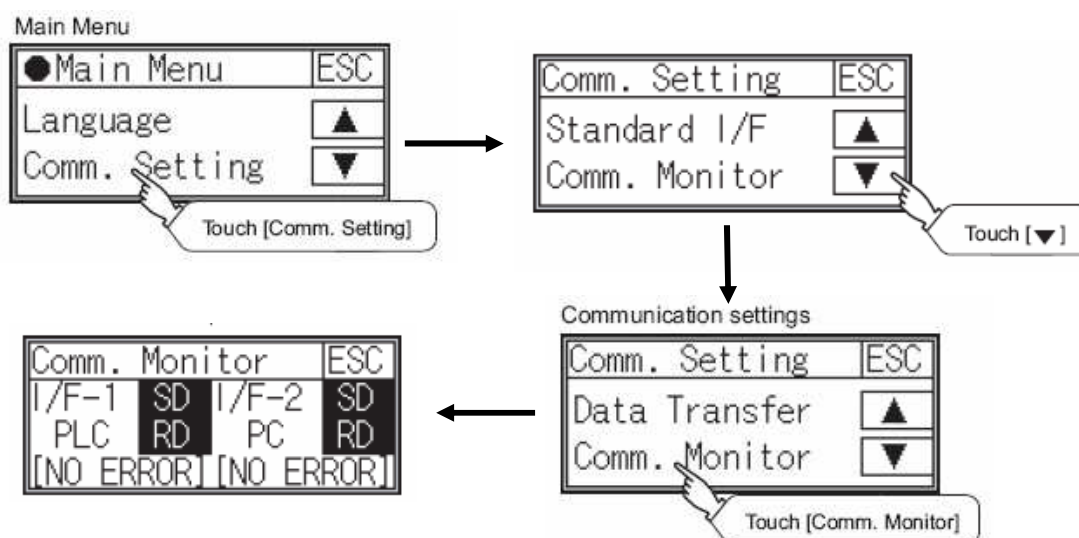 Main Menu
●Main Menu ESC
Language ▲
Comm. Setting ▼
Touch [Comm. Setting]
Comm. Setting ESC
Standard I/F ▲
Comm. Monitor ▼
Touch [▼]
Communication settings
Comm. Setting ESC
Data Transfer ▲
Comm. Monitor ▼
Touch [Comm. Monitor]
Comm. Monitor ESC
I/F-1 SD I/F-2 SD
PLC RD PC RD
[NO ERROR] [NO ERROR]